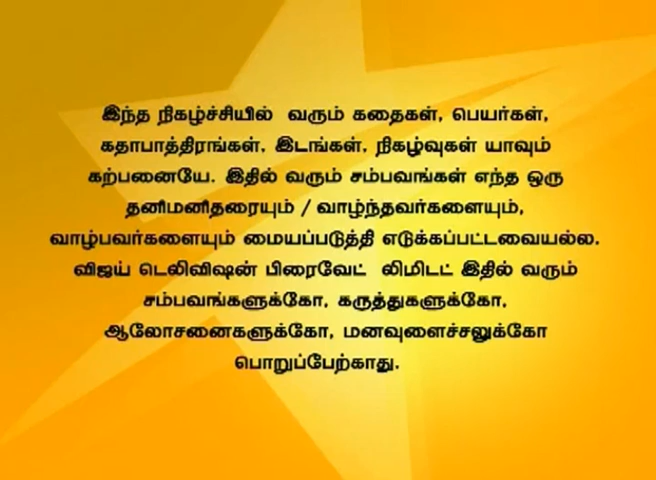 இந்த நிகழ்ச்சியில் வரும் கதைகள், பெயர்கள்,
கதாபாத்திரங்கள், இடங்கள், நிகழ்வுகள் யாவும்
கற்பனையே. இதில் வரும் சம்பவங்கள் எந்த ஒரு
தனிமனிதரையும் / வாழ்ந்தவர்களையும்,
வாழ்பவர்களையும் மையப்படுத்தி எடுக்கப்பட்டவையல்ல.
விஜய் டெலிவிஷன் பிரைவேட் லிமிடட் இதில் வரும்
சம்பவங்களுக்கோ, கருத்துகளுக்கோ,
ஆலோசனைகளுக்கோ, மனவுளைச்சலுக்கோ
பொறுப்பேற்காது.